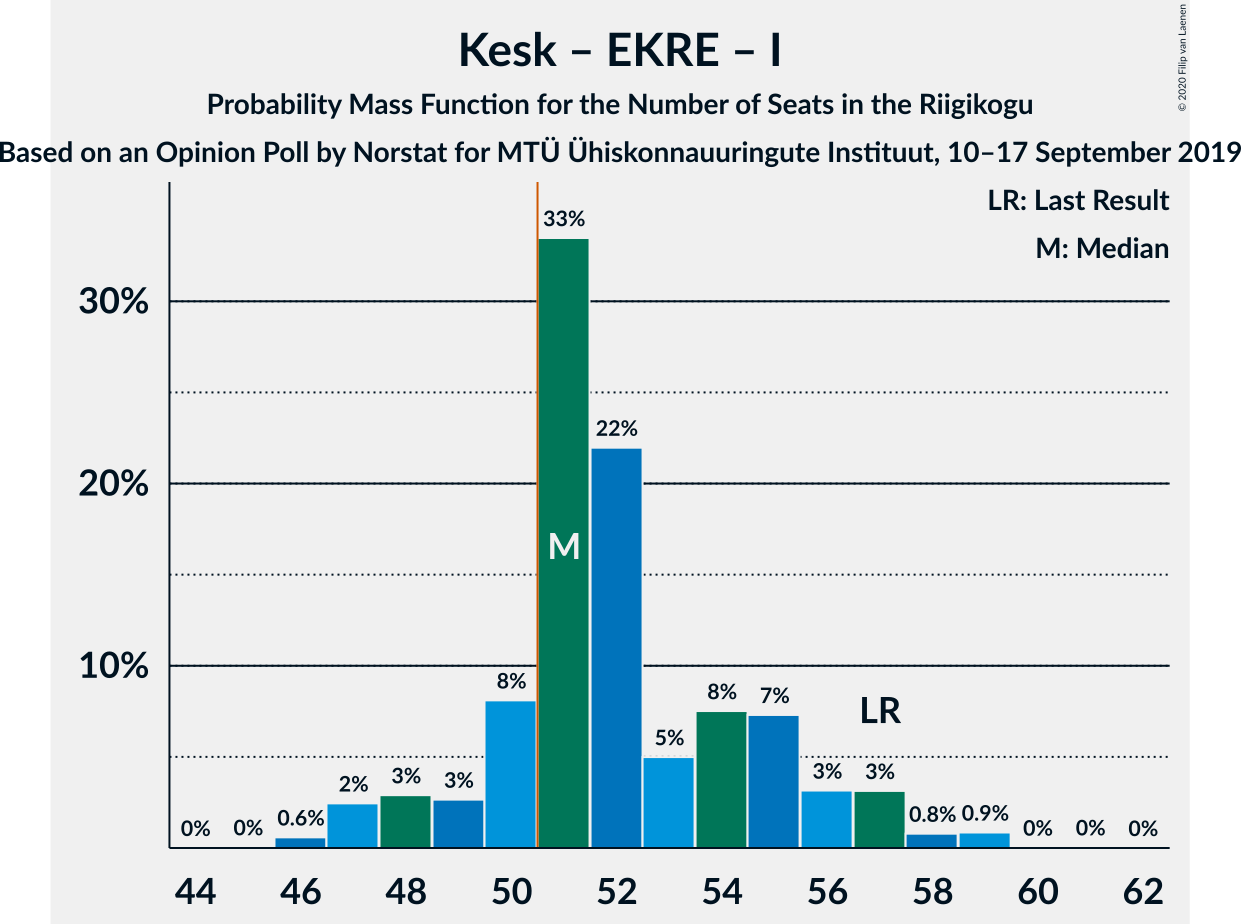 Kesk – EKRE – I
Probability Mass Function for the Number of Seats in the Riigikogu
Based on an Opinion Poll by Norstat for MTÜ Ühiskonnauuringute Instituut, 10–17 September 2019
© 2020 Filip van Laenen
LR: Last Result
M: Median
30%
20%
10%
0% 0% 0.6% 2% 3% 3% 8% 33% 22% 5% 8% 7% 3% 3% 0.8% 0.9% 0% 0% 0%
M
LR
44 46 48 50 52 54 56 58 60 62